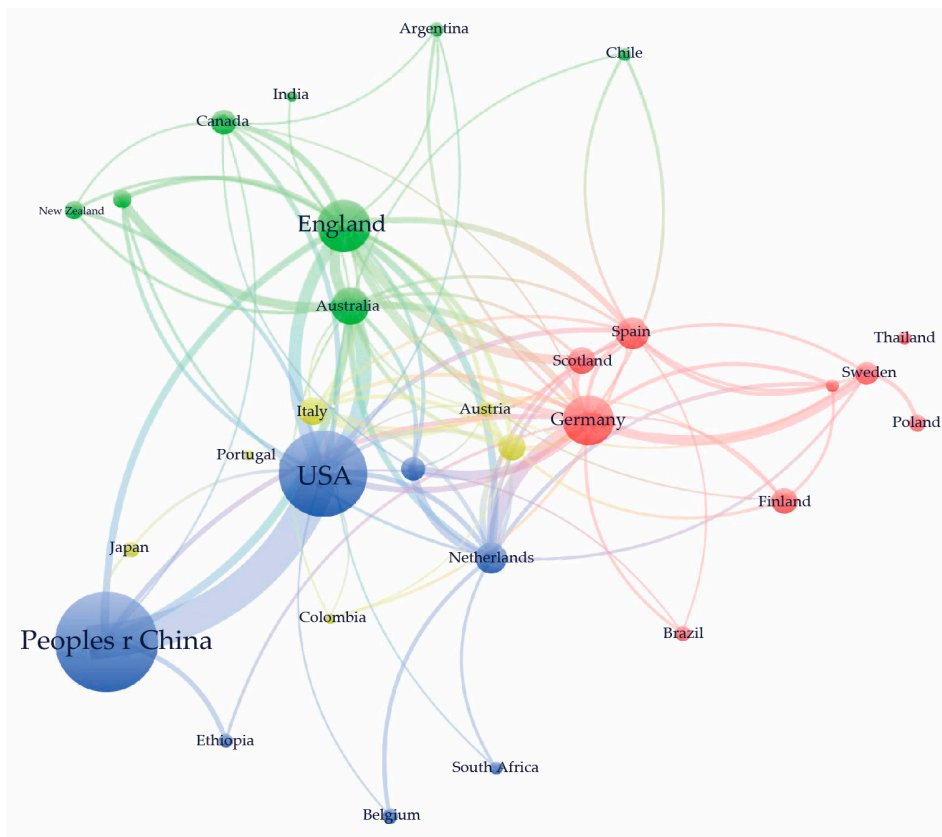 Argentina
Chile
India
Canada
New Zealand
England
Australia
Spain
Thailand
Scotland
Sweden
Italy
Austria
Germany
Poland
Portugal
USA
Finland
Japan
Netherlands
Colombia
Peoples r China
Brazil
Ethiopia
South Africa
Belgium